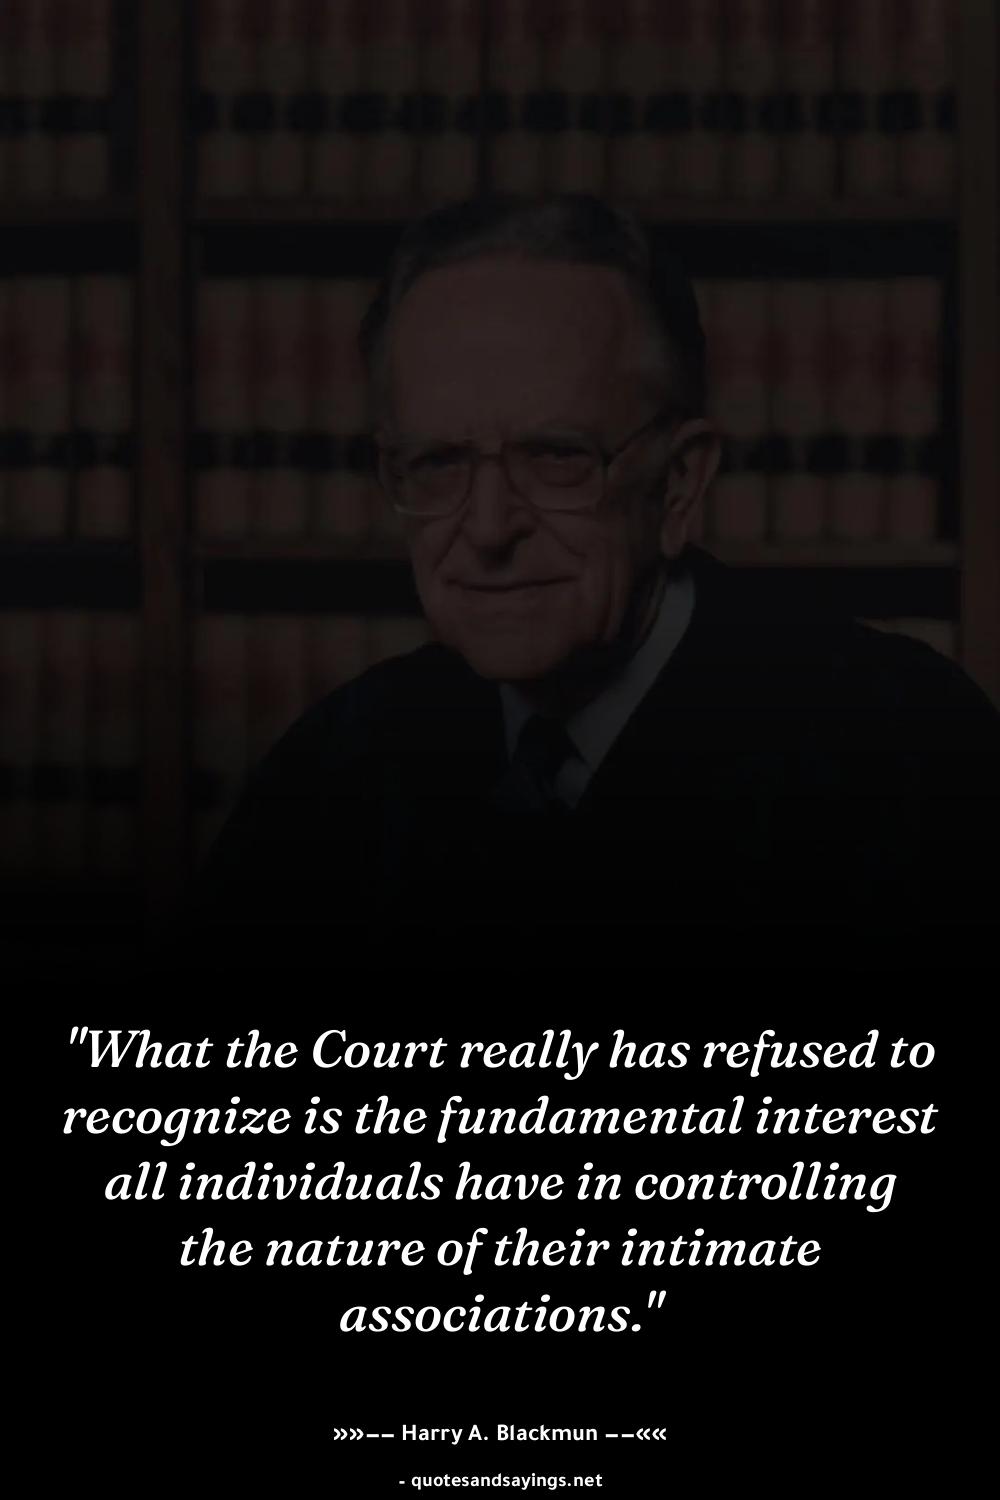 "What the Court really has refused to
recognize is the fundamental interest
all individuals have in controlling
the nature of their intimate
associations."
»»−− Harry A. Blackmun −−««
- quotesandsayings.net